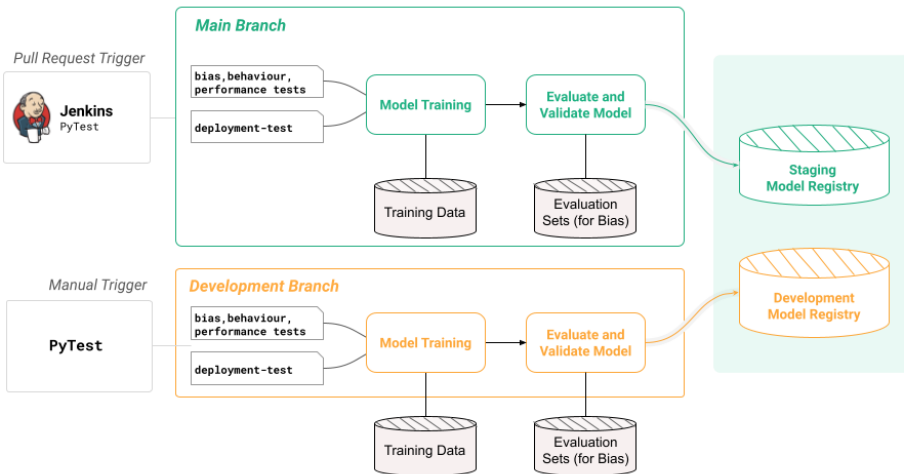 Main Branch
Pull Request Trigger
Jenkins
PyTest
bias,behaviour,
performance tests
deployment-test
Model Training
Evaluate and
Validate Model
Training Data
Evaluation
Sets (for Bias)
Staging
Model Registry
Manual Trigger
PyTest
Development Branch
bias,behaviour,
performance tests
deployment-test
Model Training
Evaluate and
Validate Model
Training Data
Evaluation
Sets (for Bias)
Development
Model Registry